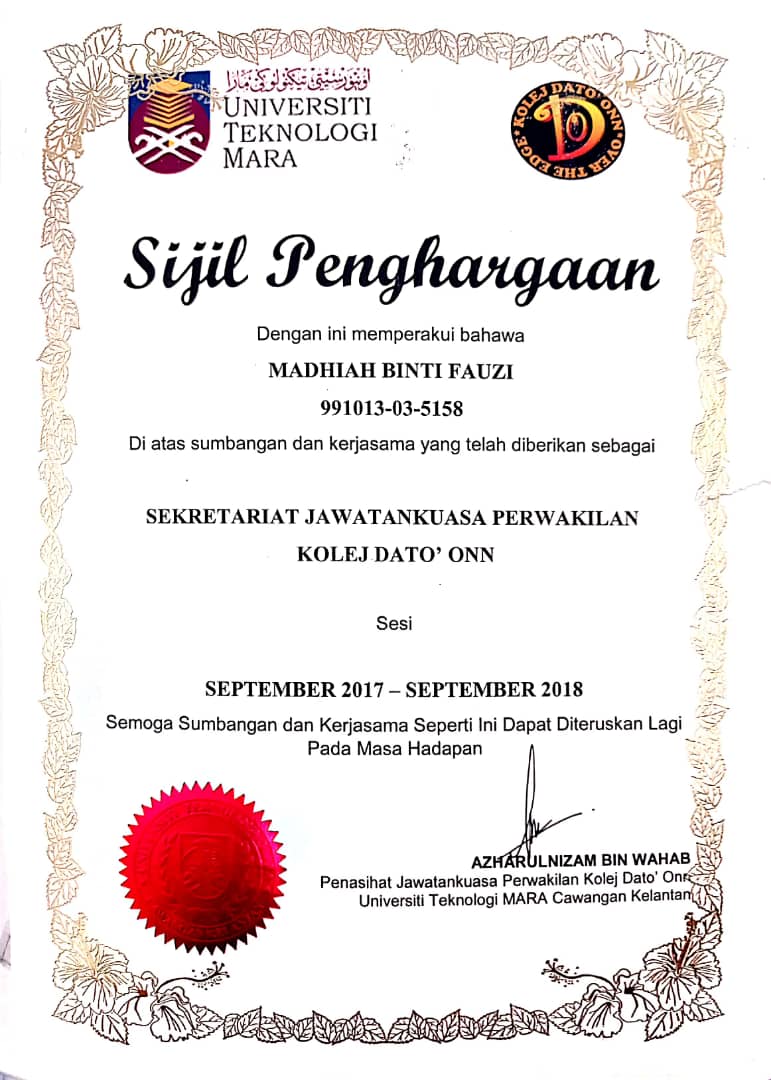 اونيۏرسيتي تيكنولوݢي مارا
UNIVERSITI
TEKNOLOGI
MARA
KOLEJ DATO' ONN • OVER THE EDGE •
DO
Sijil Penghargaan
Dengan ini memperakui bahawa
MADHIAH BINTI FAUZI
991013-03-5158
Di atas sumbangan dan kerjasama yang telah diberikan sebagai
SEKRETARIAT JAWATANKUASA PERWAKILAN
KOLEJ DATO’ ONN
Sesi
SEPTEMBER 2017 – SEPTEMBER 2018
Semoga Sumbangan dan Kerjasama Seperti Ini Dapat Diteruskan Lagi
Pada Masa Hadapan
AZHARULNIZAM BIN WAHAB
Penasihat Jawatankuasa Perwakilan Kolej Dato’ Onn
Universiti Teknologi MARA Cawangan Kelantan